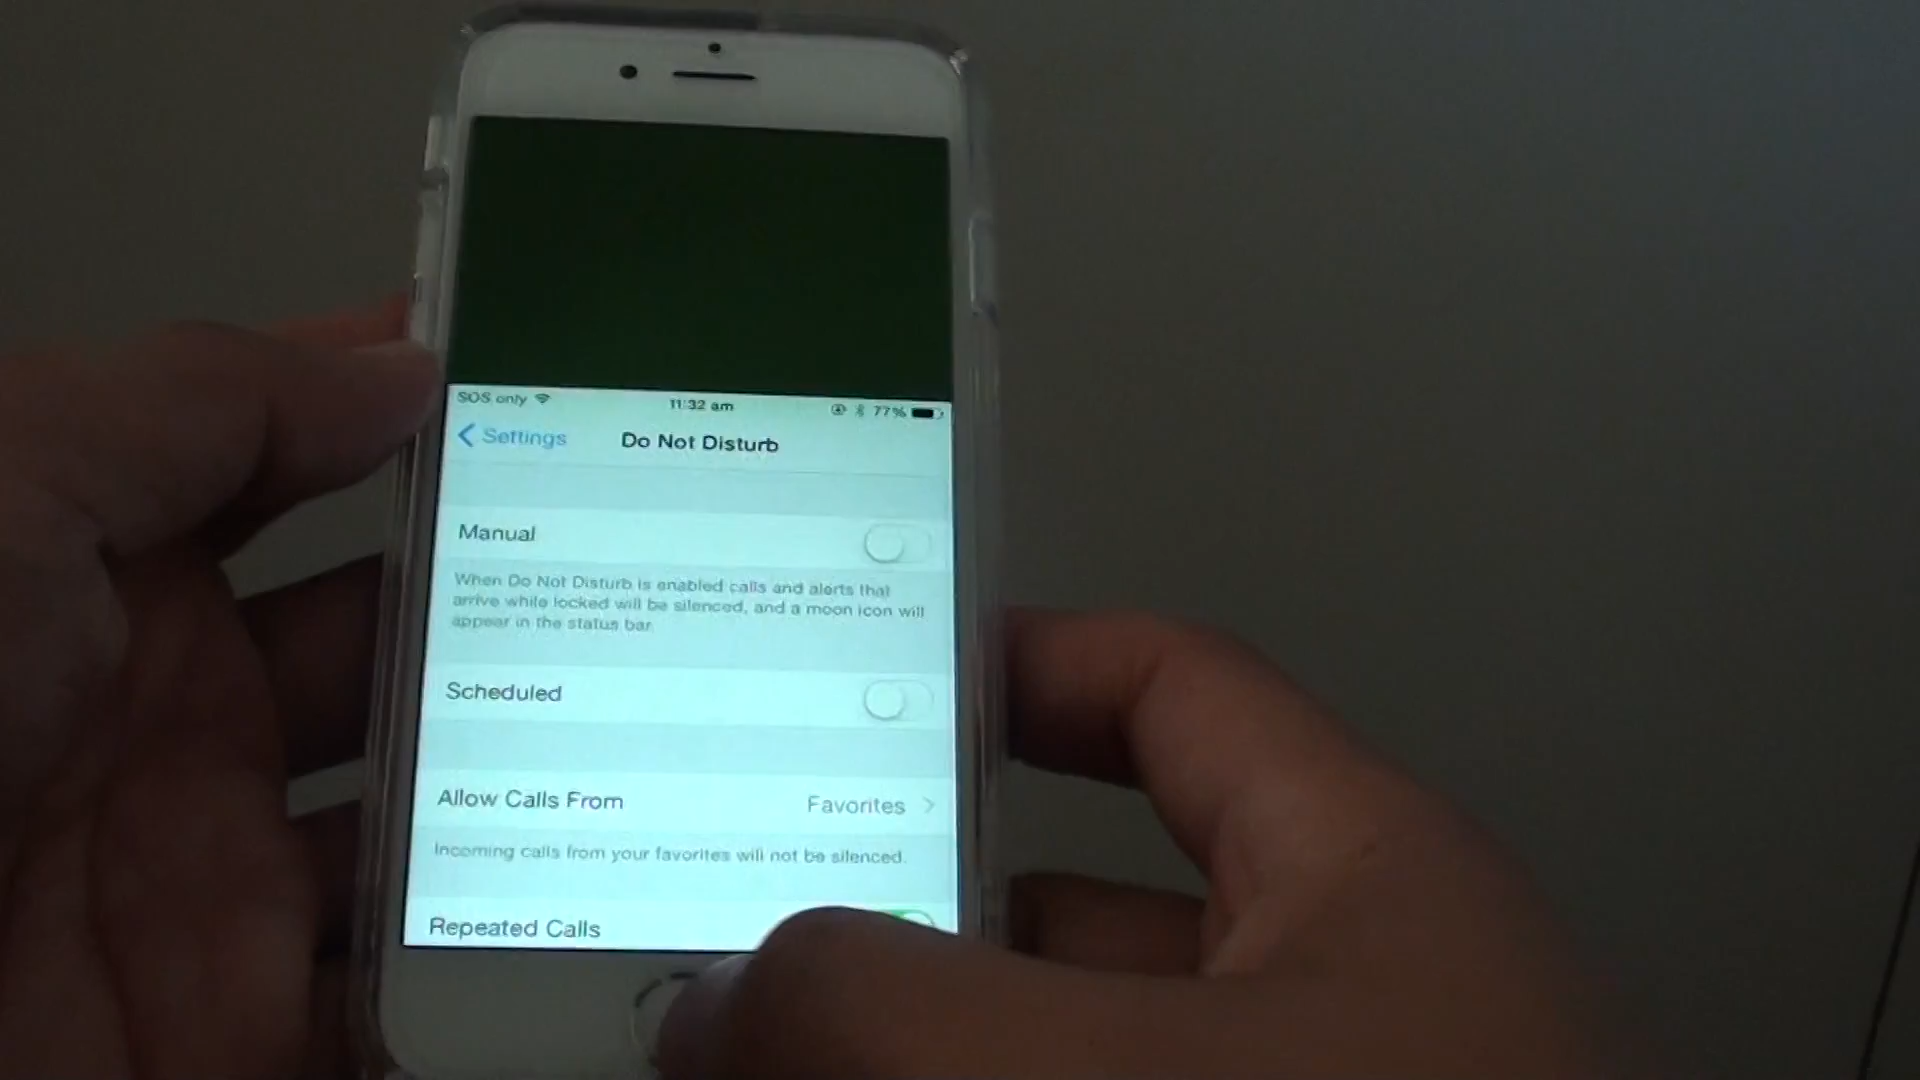 SOS only
11:32 am
77%
Settings
Do Not Disturb
Manual
When Do Not Disturb is enabled calls and alerts that
arrive while locked will be silenced, and a moon icon will
appear in the status bar.
Scheduled
Allow Calls From
Favorites
Incoming calls from your favorites will not be silenced.
Repeated Calls